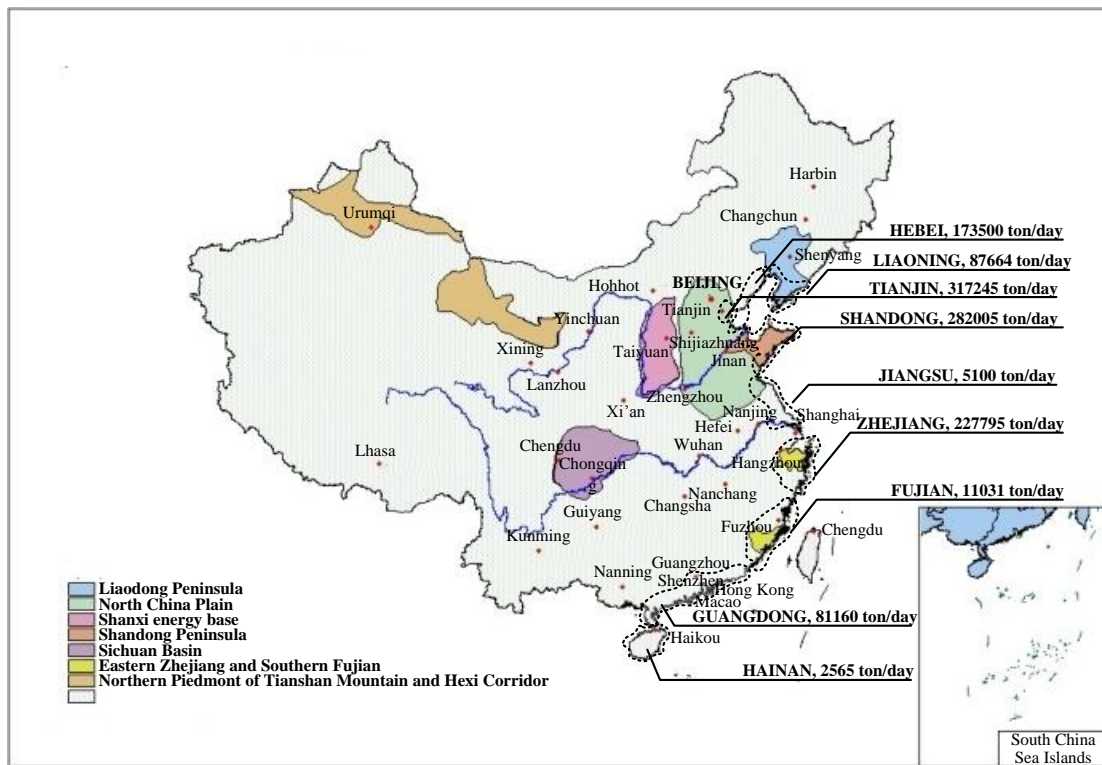 Harbin
Urumqi
Changchun
HEBEI, 173500 ton/day
Shenyang
LIAONING, 87664 ton/day
Hohhot
BEIJING
TIANJIN, 317245 ton/day
Tianjin
Yinchuan
SHANDONG, 282005 ton/day
Shijiazhuang
Taiyuan
Xining
Jinan
Lanzhou
JIANGSU, 5100 ton/day
Zhengzhou
Xi’an
Nanjing
Shanghai
Hefei
ZHEJIANG, 227795 ton/day
Chengdu
Wuhan
Lhasa
Chongqin
g
Hangzhou
Nanchang
FUJIAN, 11031 ton/day
Changsha
Guiyang
Fuzhou
Chengdu
Kunming
Guangzhou
Nanning
Shenzhen
Hong Kong
Macao
GUANGDONG, 81160 ton/day
Haikou
HAINAN, 2565 ton/day
Liaodong Peninsula
North China Plain
Shanxi energy base
Shandong Peninsula
Sichuan Basin
Eastern Zhejiang and Southern Fujian
Northern Piedmont of Tianshan Mountain and Hexi Corridor
South China
Sea Islands